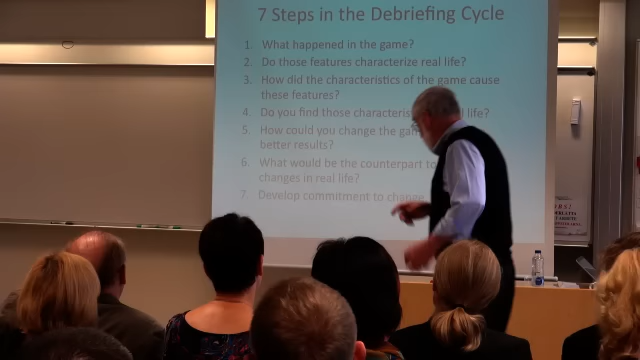 7 Steps in the Debriefing Cycle
1. What happened in the game?
2. Do those features characterize real life?
3. How did the characteristics of the game cause
these features?
4. Do you find those characteris life?
5. How could you change the gam
better results?
6. What would be the counterpart to
changes in real life?
7. Develop commitment to change